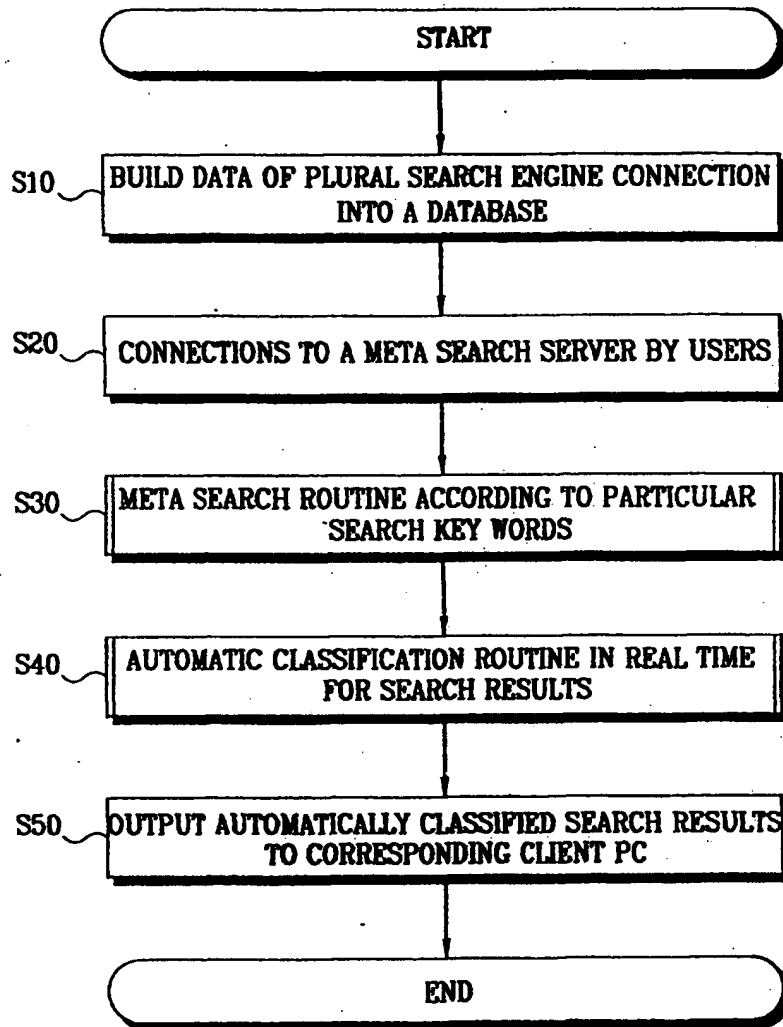 START
S10
BUILD DATA OF PLURAL SEARCH ENGINE CONNECTION
INTO A DATABASE
S20
CONNECTIONS TO A META SEARCH SERVER BY USERS
S30
META SEARCH ROUTINE ACCORDING TO PARTICULAR
SEARCH KEY WORDS
S40
AUTOMATIC CLASSIFICATION ROUTINE IN REAL TIME
FOR SEARCH RESULTS
S50
OUTPUT AUTOMATICALLY CLASSIFIED SEARCH RESULTS
TO CORRESPONDING CLIENT PC
END